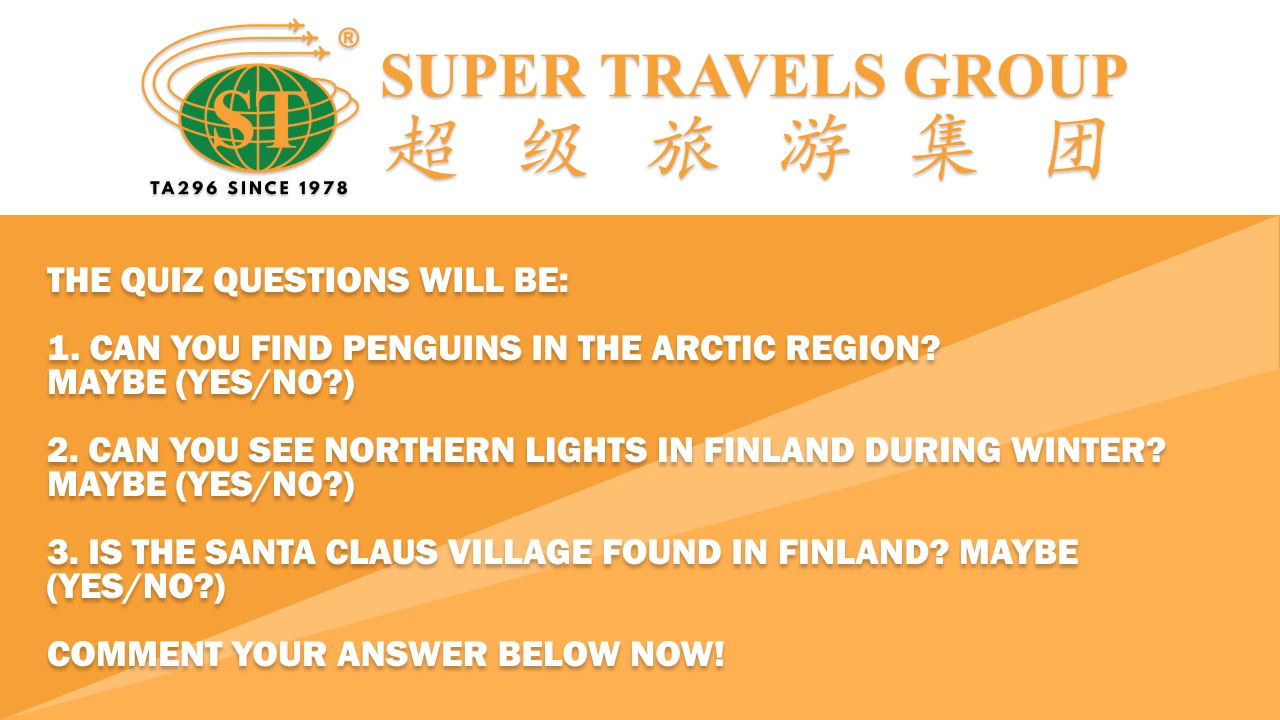 ®
SUPER TRAVELS GROUP
超级旅游集团
ST
TA296 SINCE 1978
THE QUIZ QUESTIONS WILL BE:
1. CAN YOU FIND PENGUINS IN THE ARCTIC REGION?
MAYBE (YES/NO?)
2. CAN YOU SEE NORTHERN LIGHTS IN FINLAND DURING WINTER?
MAYBE (YES/NO?)
3. IS THE SANTA CLAUS VILLAGE FOUND IN FINLAND? MAYBE
(YES/NO?)
COMMENT YOUR ANSWER BELOW NOW!